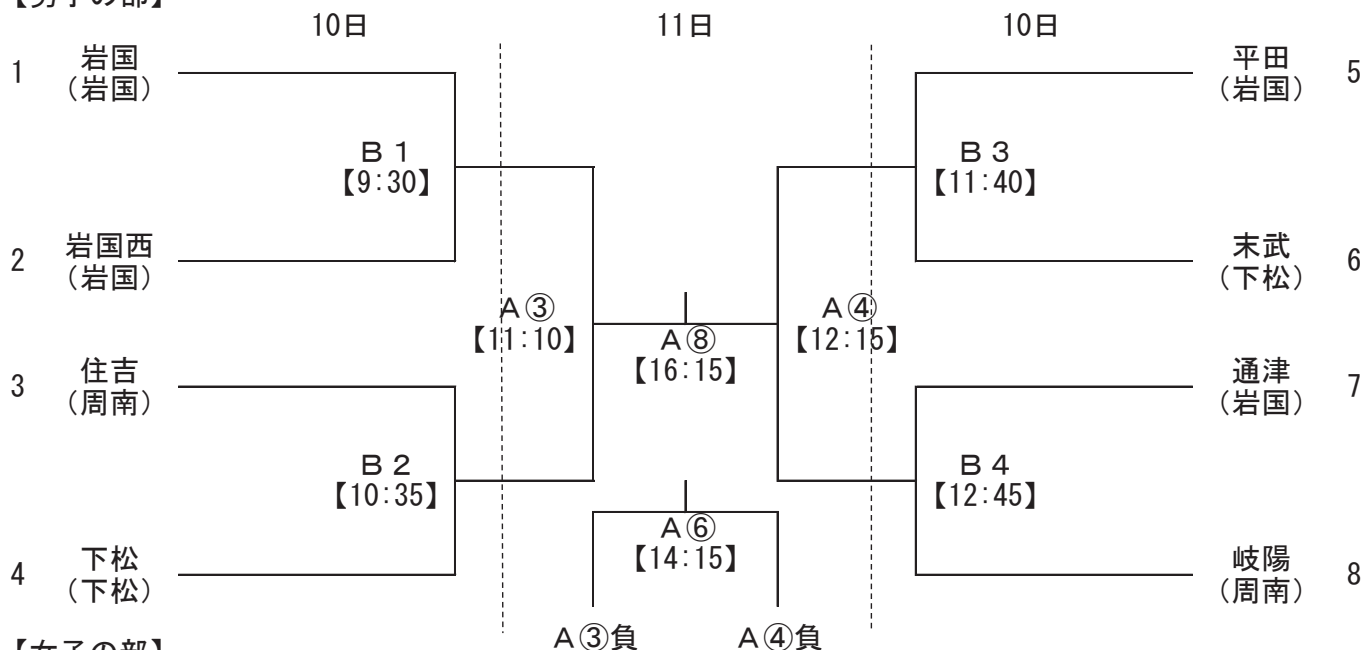 【男子の部】
10日 11日 10日
1 岩国 (岩国)
B1
【9:30】
2 岩国西 (岩国)
A③
【11:10】
3 住吉 (周南)
B2
【10:35】
4 下松 (下松)
A⑧
【16:15】
A⑥
【14:15】
A③負 A④負
平田 (岩国) 5
B3
【11:40】
末武 (下松) 6
A④
【12:15】
通津 (岩国) 7
B4
【12:45】
岐陽 (周南) 8
【女子の部】